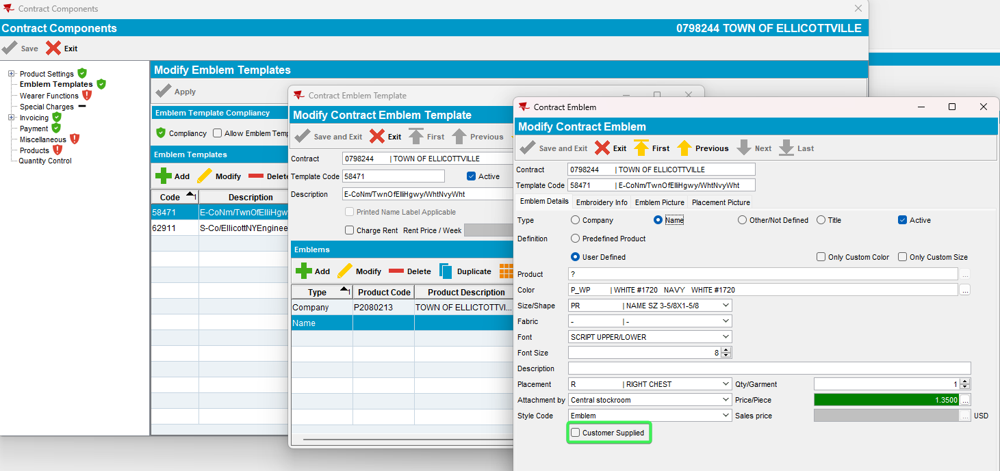 Contract Components
Contract Components
0798244 TOWN OF ELLICOTTVILLE
Save Exit
Product Settings
Emblem Templates
Wearer Functions
Special Charges
Invoicing
Payment
Miscellaneous
Products
Quantity Control
Modify Emblem Templates
Apply
Emblem Template Compliancy
Compliancy Allow Emblem Temp
Emblem Templates
Add Modify Delete
Code 1 Description
58471 E-CoNm/TwnOfElliHgw
62911 S-Co/EllicottNYEnginee
Contract Emblem Template
Modify Contract Emblem Template
Save and Exit Exit First Previous
Contract 0798244 | TOWN OF ELLICOTTVILLE
Template Code 58471 Active
Description E-CoNm/TwnOfElliHgwy/WhtNvyWht
Printed Name Label Applicable
Charge Rent Rent Price / Week
Emblems
Add Modify Delete Duplicate
Type 1 Product Code Product Description
Company P2080213 TOWN OF ELLICTOTTVI...
Name
Contract Emblem
Modify Contract Emblem
Save and Exit Exit First Previous Next Last
Contract 0798244 | TOWN OF ELLICOTTVILLE
Template Code 58471 | E-CoNm/TwnOfElliHgwy/WhtNvyWht
Emblem Details Embroidery Info Emblem Picture Placement Picture
Type Company Name Other/Not Defined Title Active
Definition Predefined Product
User Defined Only Custom Color Only Custom Size
Product ? ...
Color P_WP | WHITE #1720 NAVY WHITE #1720 ...
Size/Shape PR | NAME SZ 3-5/8X1-5/8
Fabric - | -
Font SCRIPT UPPER/LOWER
Font Size 8
Description
Placement R | RIGHT CHEST Qty/Garment 1
Attachment by Central stockroom Price/Piece 1.3500 ...
Style Code Emblem Sales price ... USD
Customer Supplied